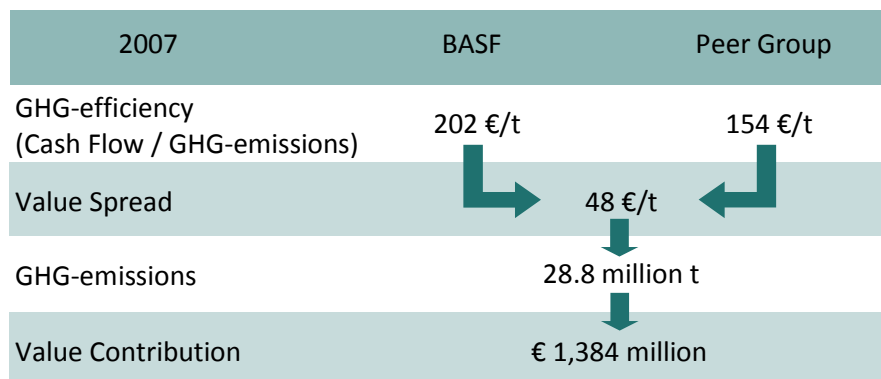 2007 BASF Peer Group
GHG-efficiency
(Cash Flow / GHG-emissions) 202 €/t 154 €/t
Value Spread 48 €/t
GHG-emissions 28.8 million t
Value Contribution € 1,384 million